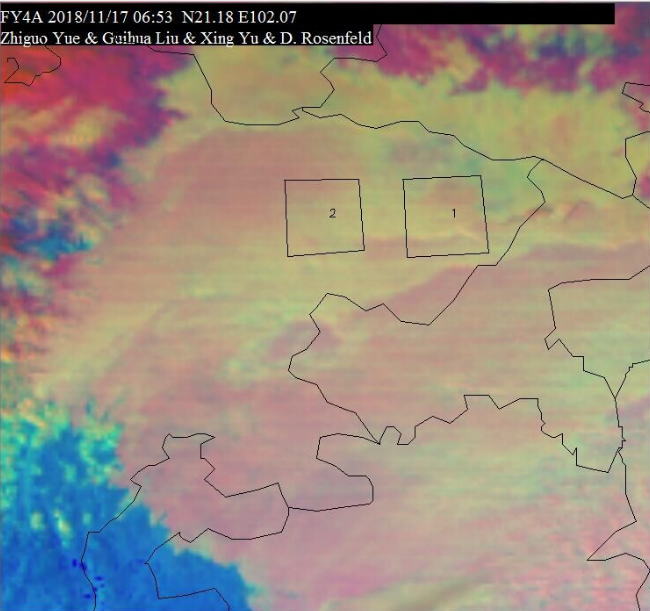 FY4A 2018/11/17 06:53 N21.18 E102.07
Zhiguo Yue & Guihua Liu & Xing Yu & D. Rosenfeld
2
1